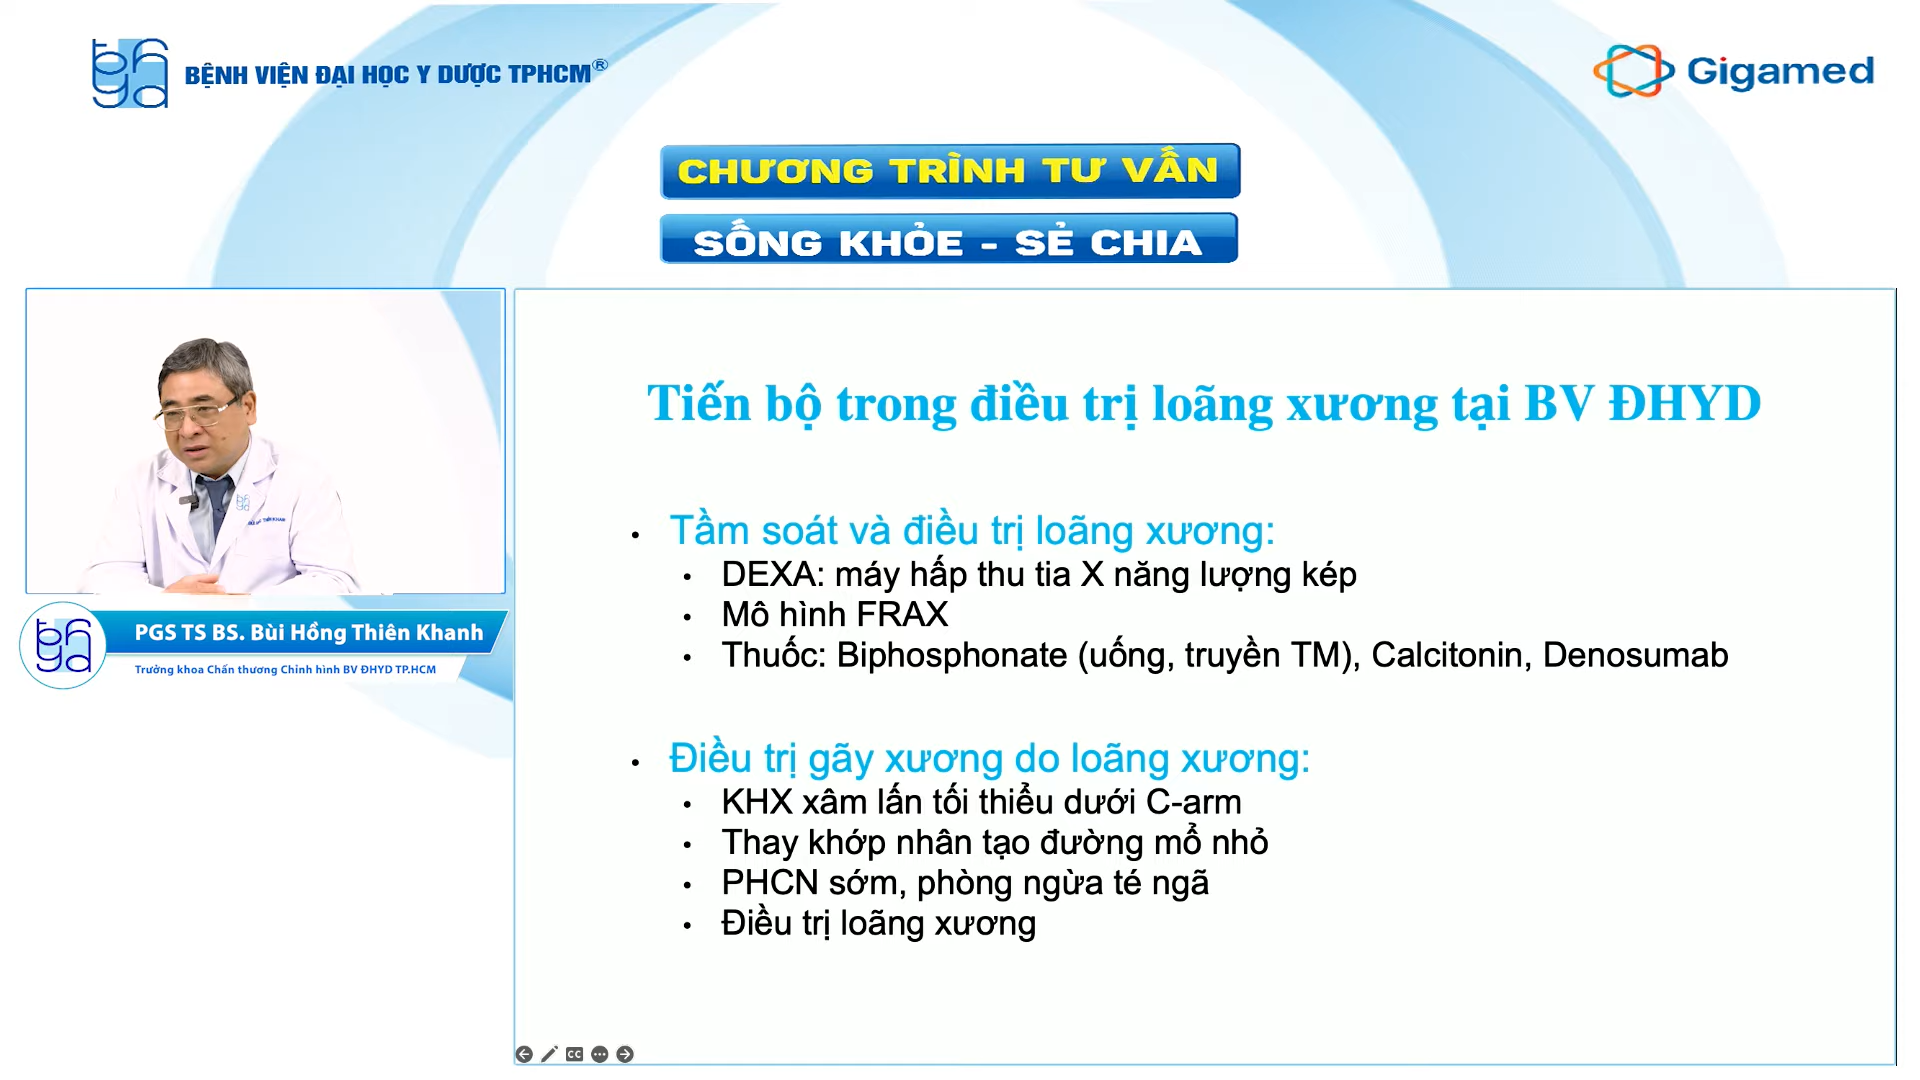 BỆNH VIỆN ĐẠI HỌC Y DƯỢC TPHCM®
Gigamed
CHƯƠNG TRÌNH TƯ VẤN
SỐNG KHỎE - SẺ CHIA
PGS TS BS. Bùi Hồng Thiên Khanh
Trưởng khoa Chấn thương Chỉnh hình BV ĐHYD TP.HCM
Tiến bộ trong điều trị loãng xương tại BV ĐHYD
• Tầm soát và điều trị loãng xương:
• DEXA: máy hấp thu tia X năng lượng kép
• Mô hình FRAX
• Thuốc: Biphosphonate (uống, truyền TM), Calcitonin, Denosumab
• Điều trị gãy xương do loãng xương:
• KHX xâm lấn tối thiểu dưới C-arm
• Thay khớp nhân tạo đường mổ nhỏ
• PHCN sớm, phòng ngừa té ngã
• Điều trị loãng xương
CC